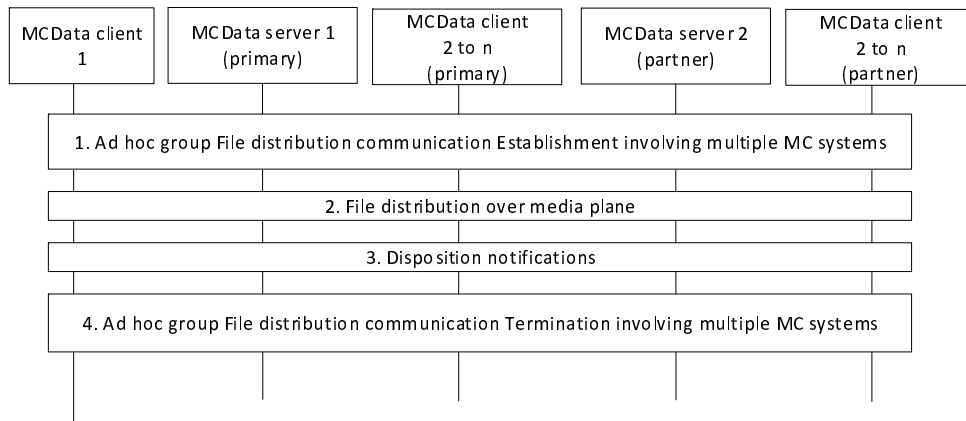 MCData client
1
MCData server 1
(primary)
MCData client
2 to n
(primary)
MCData server 2
(partner)
MCData client
2 to n
(partner)
1. Ad hoc group File distribution communication Establishment involving multiple MC systems
2. File distribution over media plane
3. Disposition notifications
4. Ad hoc group File distribution communication Termination involving multiple MC systems